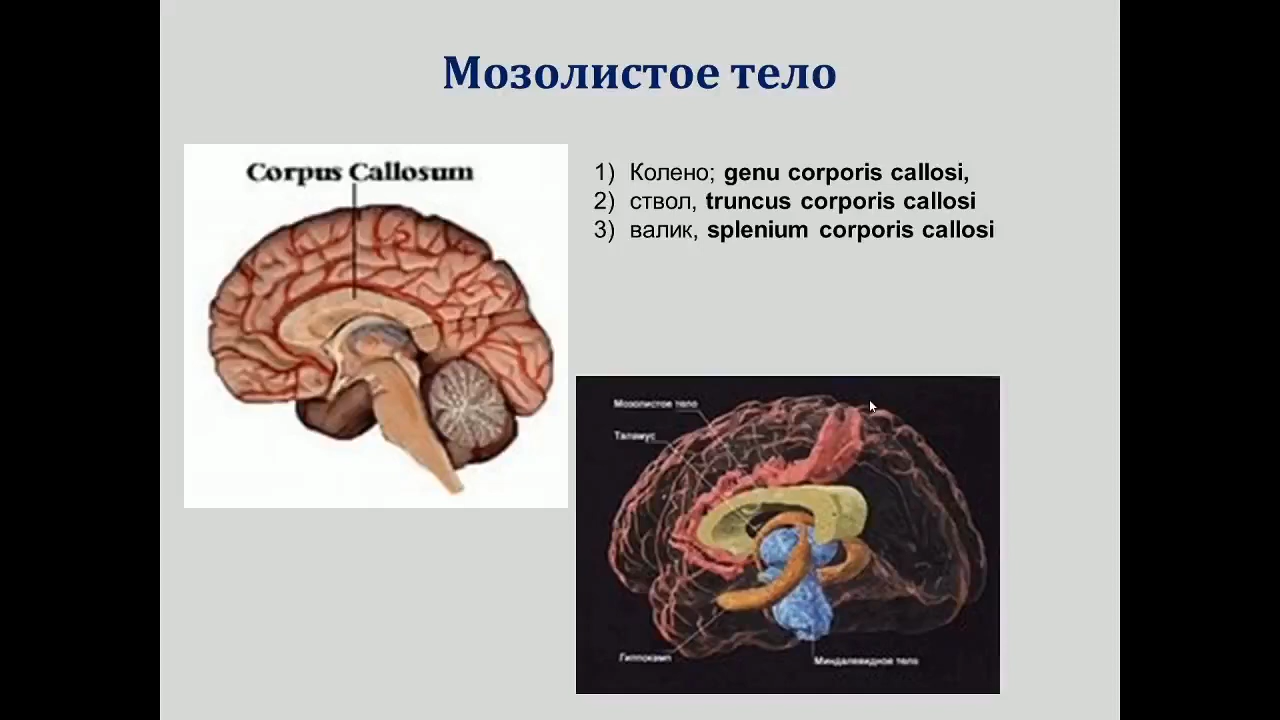 Мозолистое тело
Corpus Callosum
1) Колено; genu corporis callosi,
2) ствол, truncus corporis callosi
3) валик, splenium corporis callosi
Мозолистое тело
Таламус
Гиппокамп
Миндалевидное тело